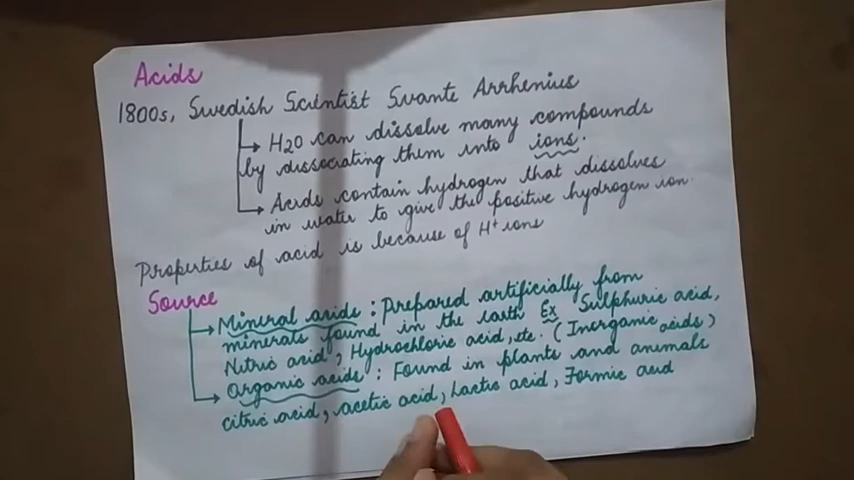 Acids
1800s, Swedish Scientist Svante Arrhenius
H2O can dissolve many compounds
by dissociating them into ions.
Acids contain hydrogen that dissolves
in water to give the positive hydrogen ion.
Properties of acid is because of H+ ions
Source
Mineral acids : Prepared artificially from
minerals found in the earth Ex Sulphuric acid,
Nitric acid, Hydrochloric acid, etc. (Inorganic acids)
Organic acids : Found in plants and animals
citric acid, acetic acid, Lactic acid, Formic acid